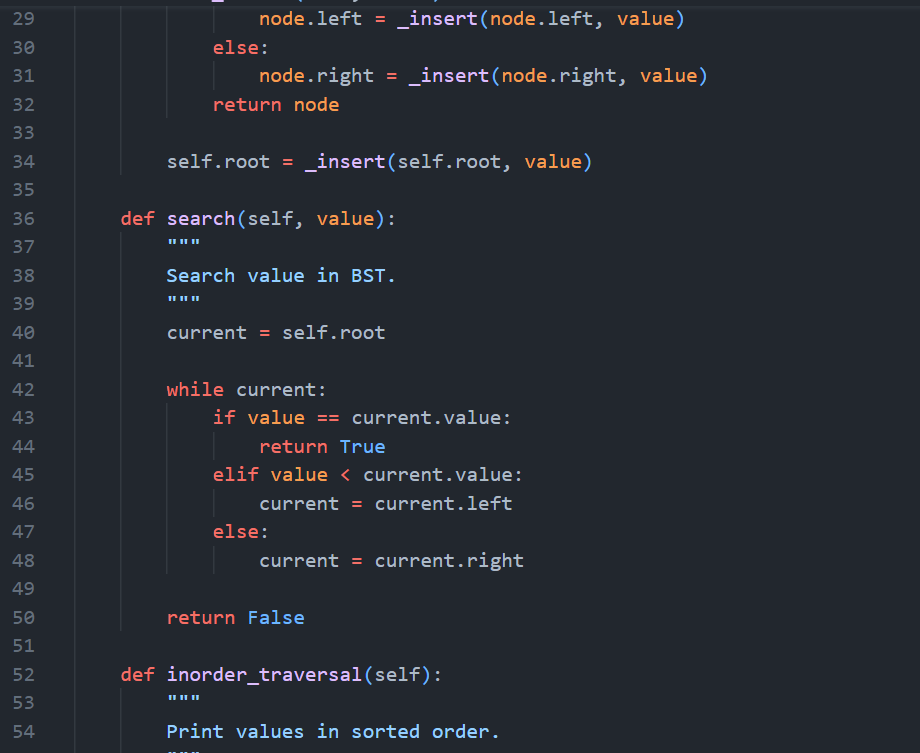 29 node.left = _insert(node.left, value)
30 else:
31 node.right = _insert(node.right, value)
32 return node
33
34 self.root = _insert(self.root, value)
35
36 def search(self, value):
37 """
38 Search value in BST.
39 """
40 current = self.root
41
42 while current:
43 if value == current.value:
44 return True
45 elif value < current.value:
46 current = current.left
47 else:
48 current = current.right
49
50 return False
51
52 def inorder_traversal(self):
53 """
54 Print values in sorted order.